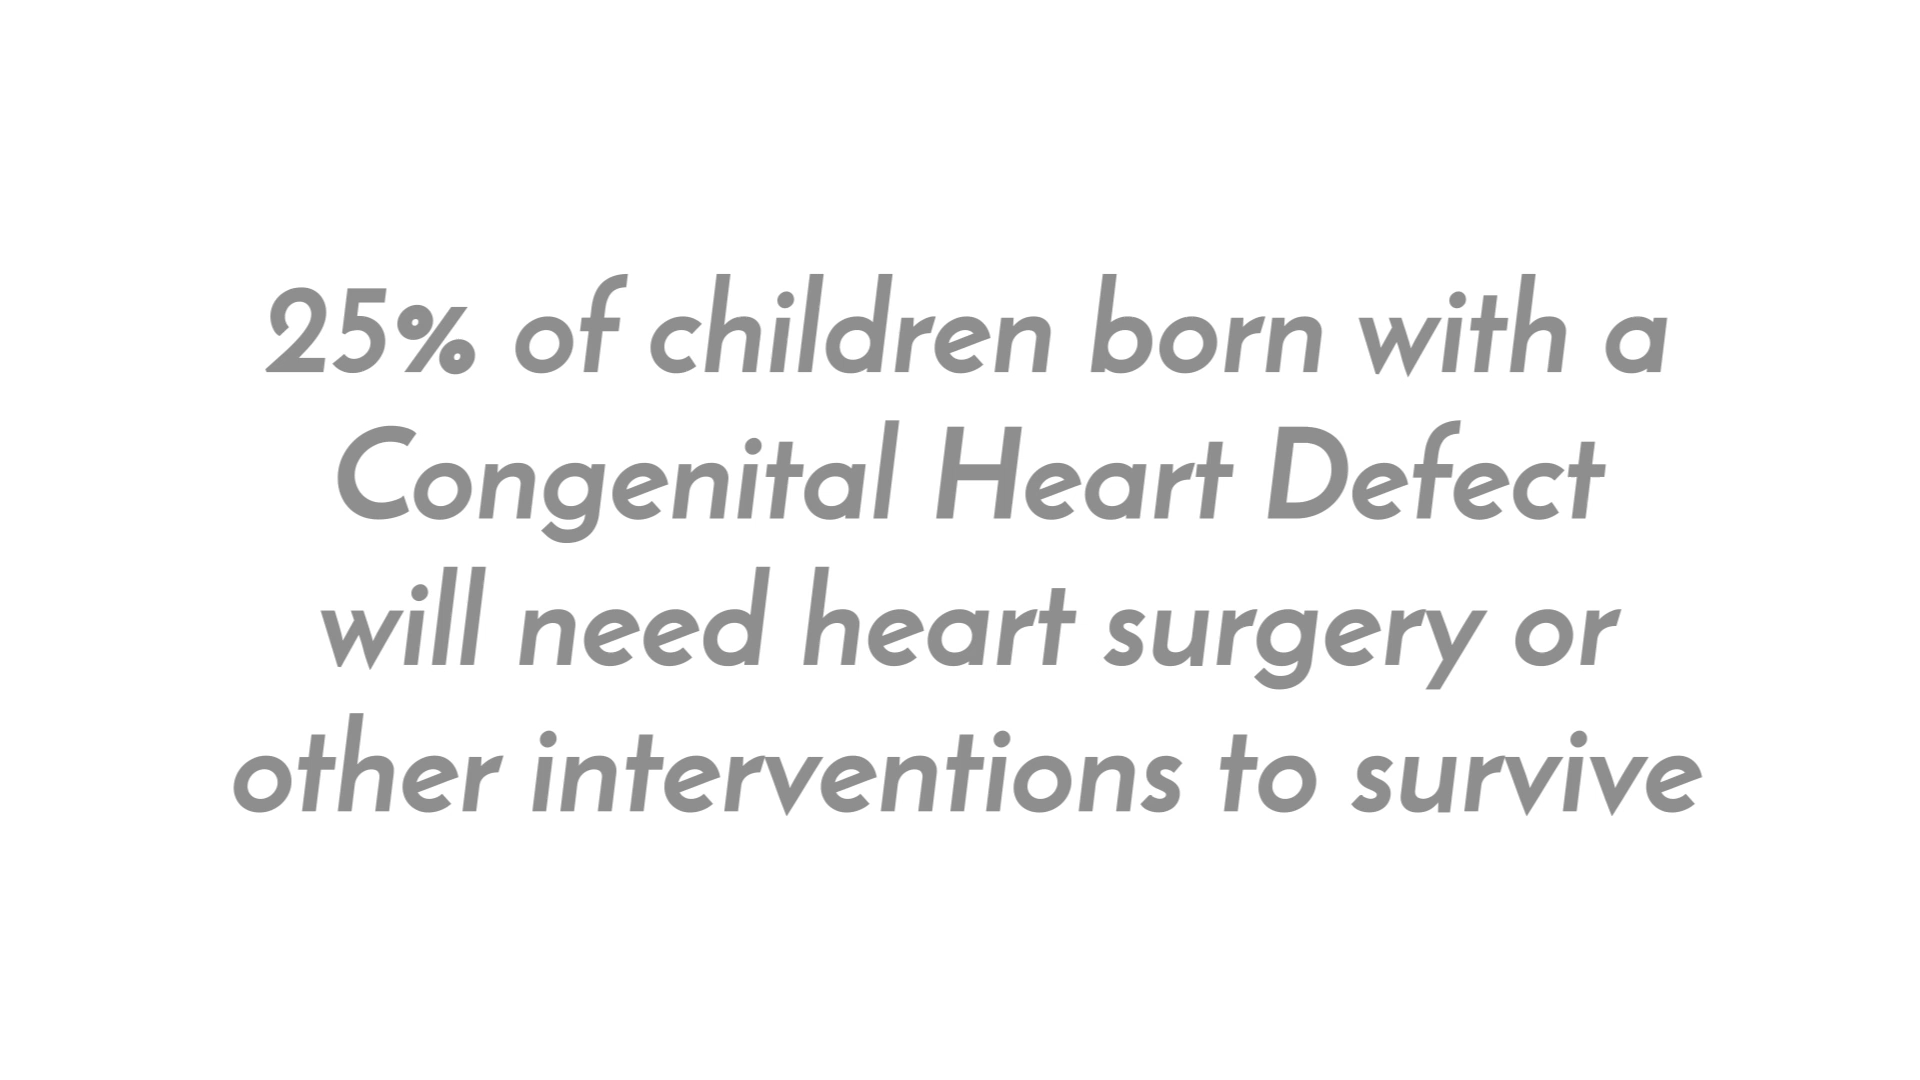 25% of children born with a
Congenital Heart Defect
will need heart surgery or
other interventions to survive